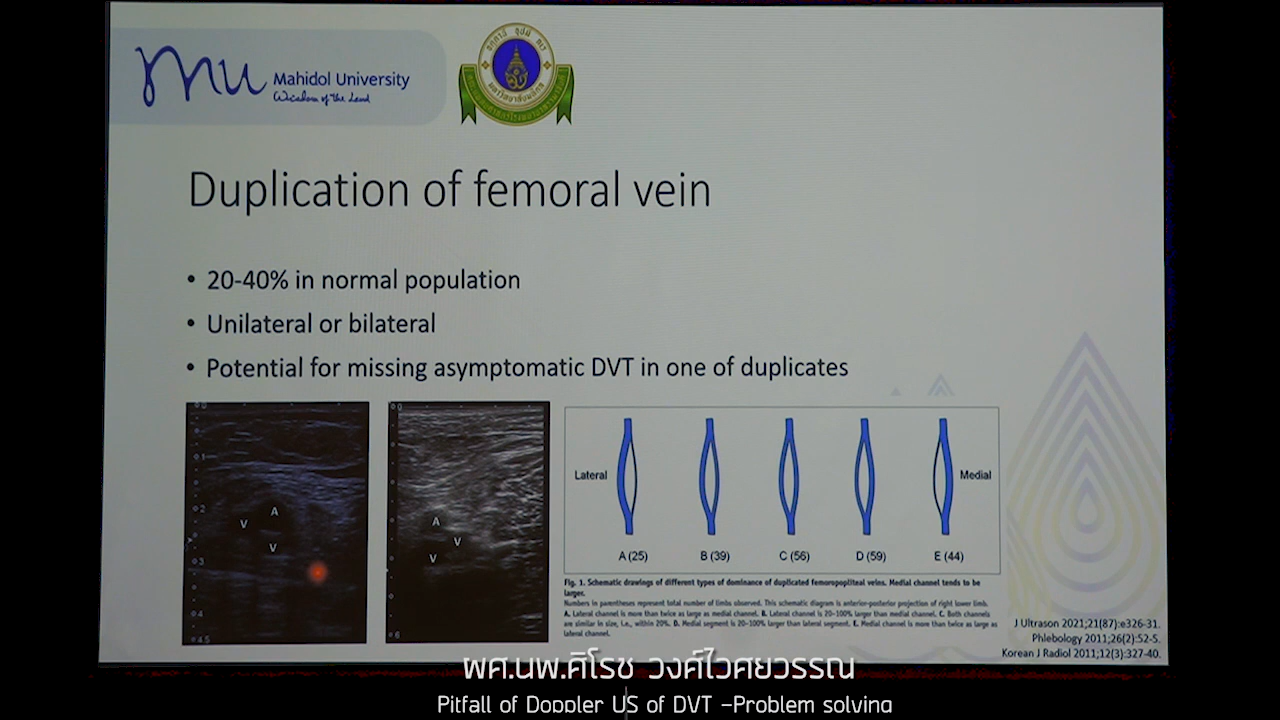 Mahidol University
Wisdom of the Land
Duplication of femoral vein
• 20-40% in normal population
• Unilateral or bilateral
• Potential for missing asymptomatic DVT in one of duplicates
A
V
V
A
V
V
Lateral
Medial
A (25) B (39) C (56) D (59) E (44)
Fig. 1. Schematic drawings of different types of dominance of duplicated femoropopliteal veins. Medial channel tends to be
larger.
Numbers in parentheses represent total number of limbs observed. This schematic diagram is anterior-posterior projection of right lower limb.
A. Lateral channel is more than twice as large as medial channel. B. Lateral channel is 20-100% larger than medial channel. C. Both channels
are similar in size, i.e., within 20%. D. Medial segment is 20-100% larger than lateral segment. E. Medial channel is more than twice as large as
lateral channel.
J Ultrason 2021;21(87):e326-31.
Phlebology 2011;26(2):52-5.
Korean J Radiol 2011;12(3):327-40.
ผศ.นพ.ศิโรช วงศ์ไวศยวรรณ
Pitfall of Doppler US of DVT -Problem solving